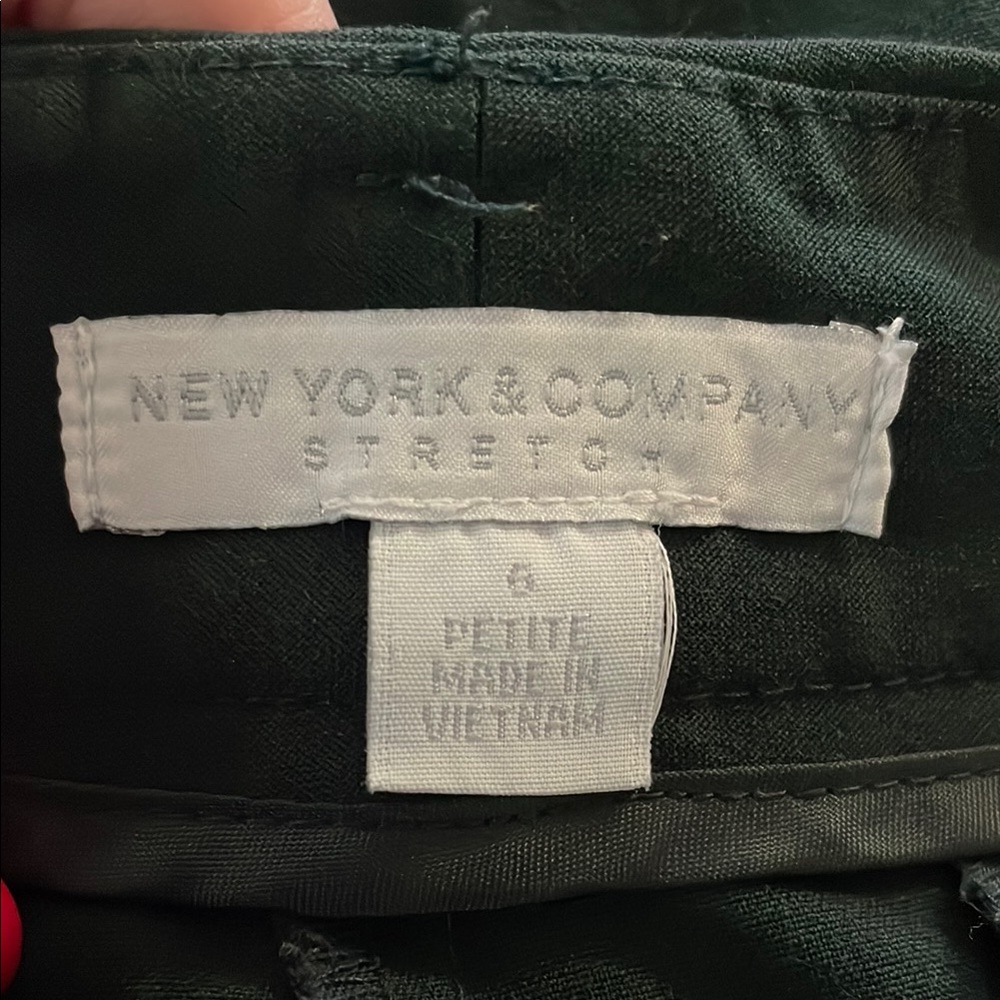 NEW YORK & COMPANY
STRETCH
6
PETITE
MADE IN
VIETNAM